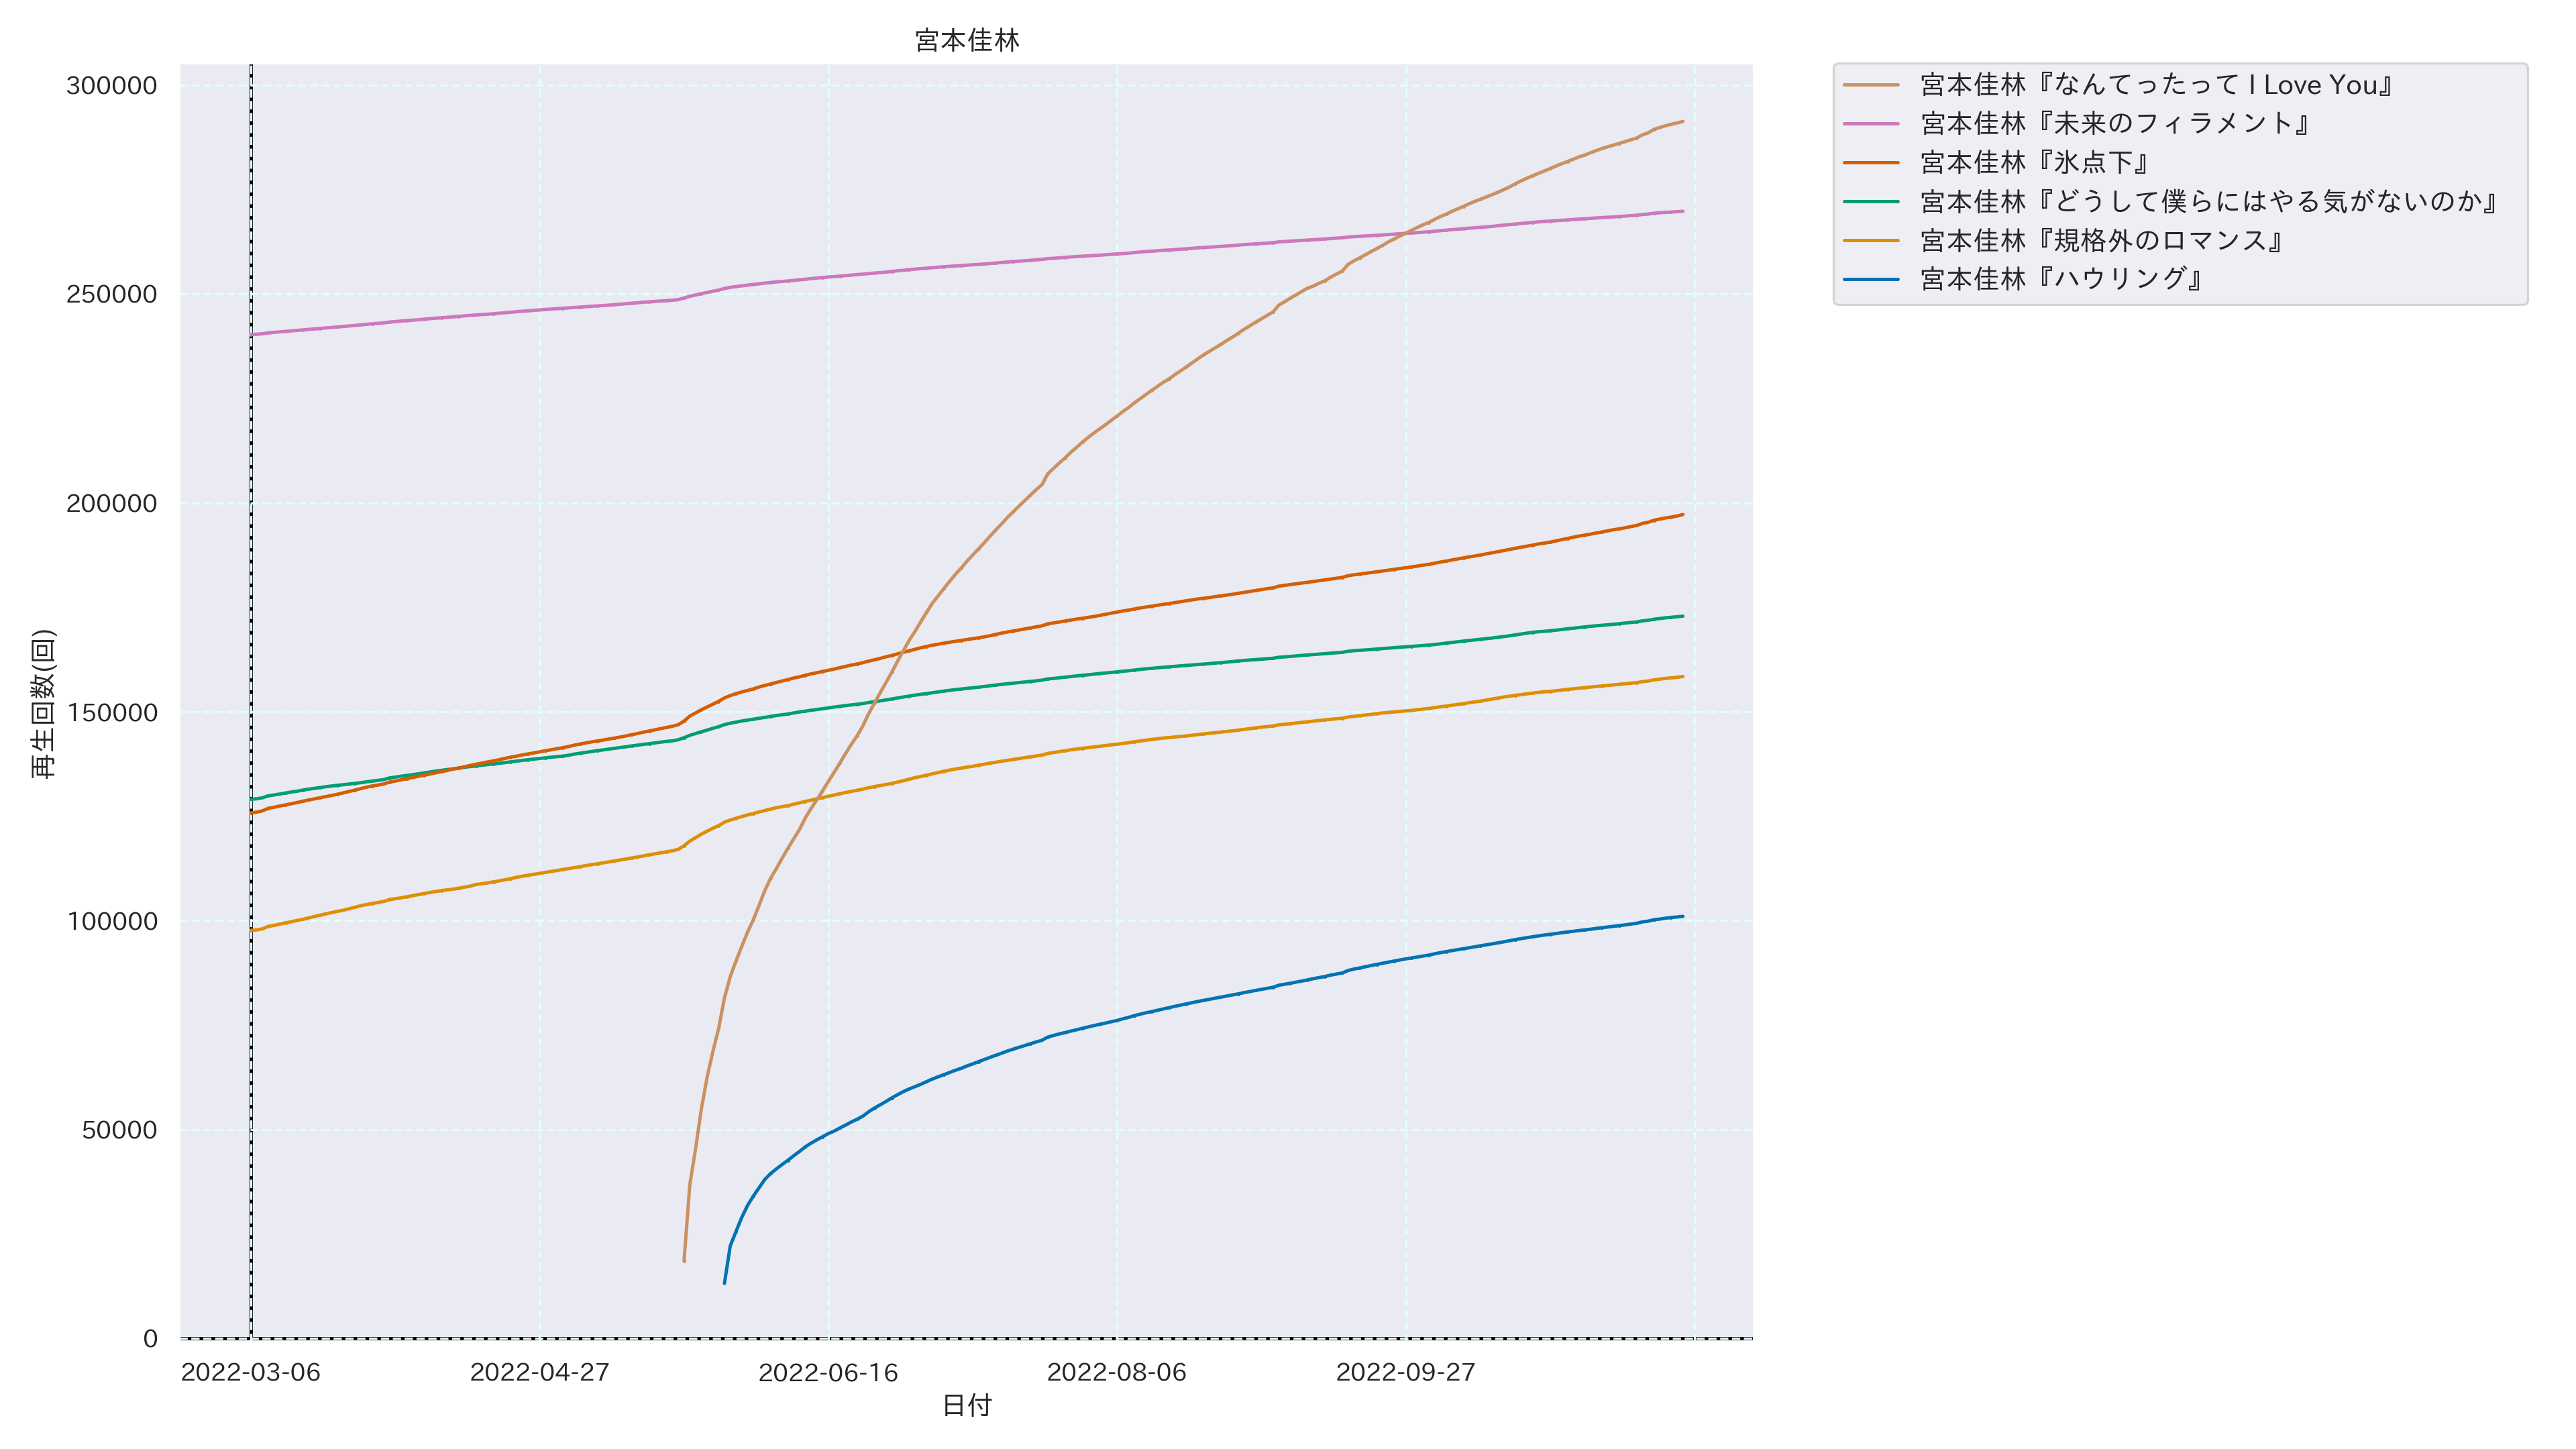 宮本佳林
300000
250000
200000
150000
100000
50000
0
再生回数(回)
2022-03-06
2022-04-27
2022-06-16
2022-08-06
2022-09-27
日付
宮本佳林『なんてったって I Love You』
宮本佳林『未来のフィラメント』
宮本佳林『氷点下』
宮本佳林『どうして僕らにはやる気がないのか』
宮本佳林『規格外のロマンス』
宮本佳林『ハウリング』